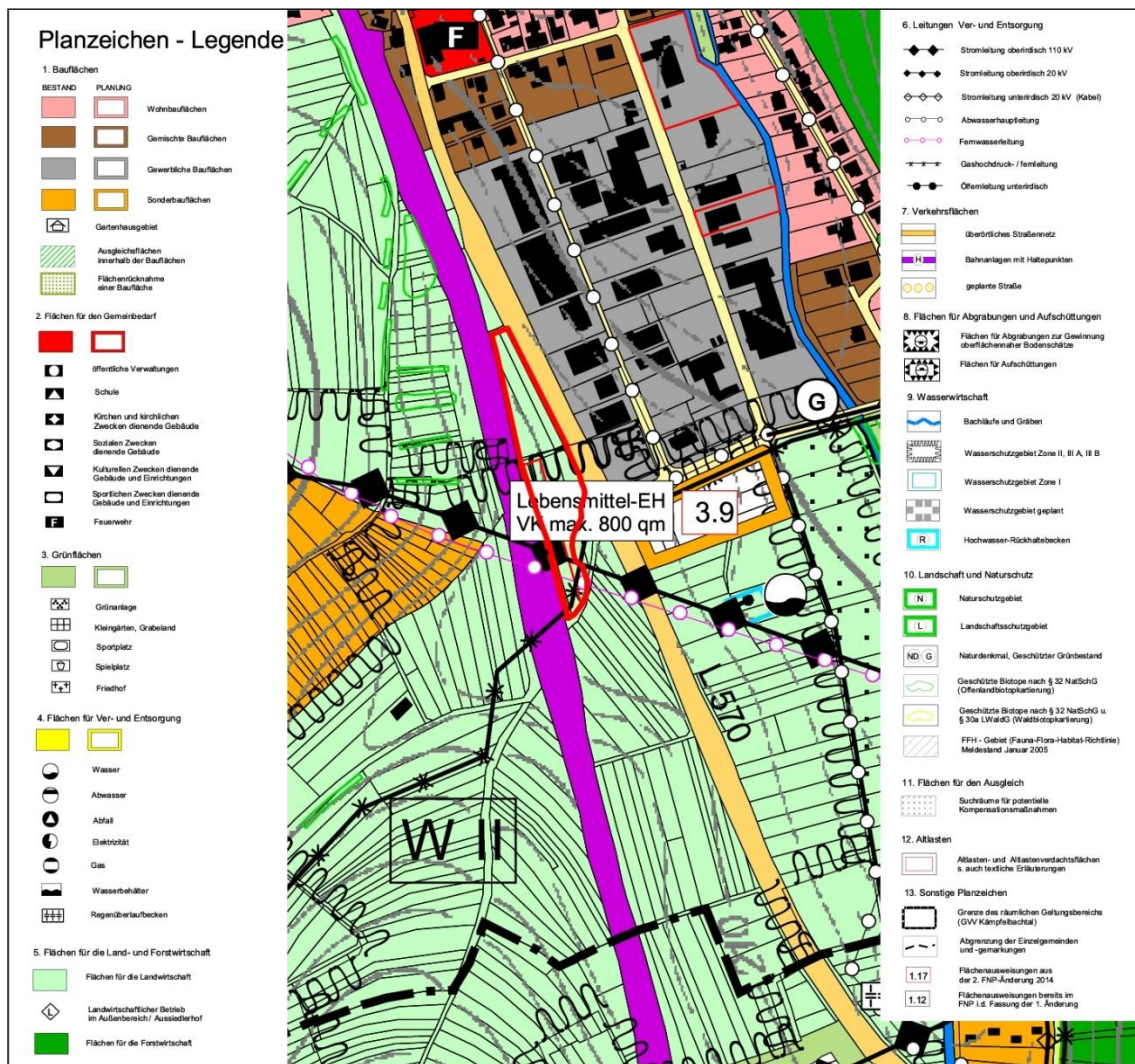 Planzeichen - Legende
1. Bauflächen
BESTAND PLANUNG
Wohnbauflächen
Gemischte Bauflächen
Gewerbliche Bauflächen
Sonderbauflächen
Gartenhausgebiet
Ausgleichsflächen
innerhalb der Bauflächen
Flächenrücknahme
einer Baufläche
2. Flächen für den Gemeinbedarf
öffentliche Verwaltungen
Schule
Kirchen und kirchlichen
Zwecken dienende Gebäude
Sozialen Zwecken
dienende Gebäude
Kulturellen Zwecken dienende
Gebäude und Einrichtungen
Sportlichen Zwecken dienende
Gebäude und Einrichtungen
F Feuerwehr
3. Grünflächen
Grünanlage
Kleingärten, Grabeland
Sportplatz
Spielplatz
Friedhof
4. Flächen für Ver- und Entsorgung
Wasser
Abwasser
Abfall
Elektrizität
Gas
Wasserbehälter
Regenüberlaufbecken
5. Flächen für die Land- und Forstwirtschaft
Flächen für die Landwirtschaft
L Landwirtschaftlicher Betrieb
im Außenbereich / Aussiedlerhof
Flächen für die Forstwirtschaft
F
G
Lebensmittel-EH
VK max. 800 qm
3.9
L 570
W II
6. Leitungen Ver- und Entsorgung
Stromleitung oberirdisch 110 kV
Stromleitung oberirdisch 20 kV
Stromleitung unterirdisch 20 kV (Kabel)
Abwasserhauptleitung
Fernwasserleitung
Gashochdruck- / fernleitung
Ölfernleitung unterirdisch
7. Verkehrsflächen
überörtliches Straßennetz
H Bahnanlagen mit Haltepunkten
geplante Straße
8. Flächen für Abgrabungen und Aufschüttungen
Flächen für Abgrabungen zur Gewinnung
oberflächennaher Bodenschätze
Flächen für Aufschüttungen
9. Wasserwirtschaft
Bachläufe und Gräben
Wasserschutzgebiet Zone II, III A, III B
Wasserschutzgebiet Zone I
Wasserschutzgebiet geplant
R Hochwasser-Rückhaltebecken
10. Landschaft und Naturschutz
N Naturschutzgebiet
L Landschaftsschutzgebiet
ND G Naturdenkmal, Geschützter Grünbestand
Geschützte Biotope nach § 32 NatSchG
(Offenlandbiotopkartierung)
Geschützte Biotope nach § 32 NatSchG u.
§ 30a LWaldG (Waldbiotopkartierung)
FFH - Gebiet (Fauna-Flora-Habitat-Richtlinie)
Meldestand Januar 2005
11. Flächen für den Ausgleich
Suchräume für potentielle
Kompensationsmaßnahmen
12. Altlasten
Altlasten- und Altlastenverdachtsflächen
s. auch textliche Erläuterungen
13. Sonstige Planzeichen
Grenze des räumlichen Geltungsbereichs
(GVV Kämpfelbachtal)
Abgrenzung der Einzelgemeinden
und -gemarkungen
1.17 Flächenausweisungen aus
der 2. FNP-Änderung 2014
1.12 Flächenausweisungen bereits im
FNP i.d. Fassung der 1. Änderung